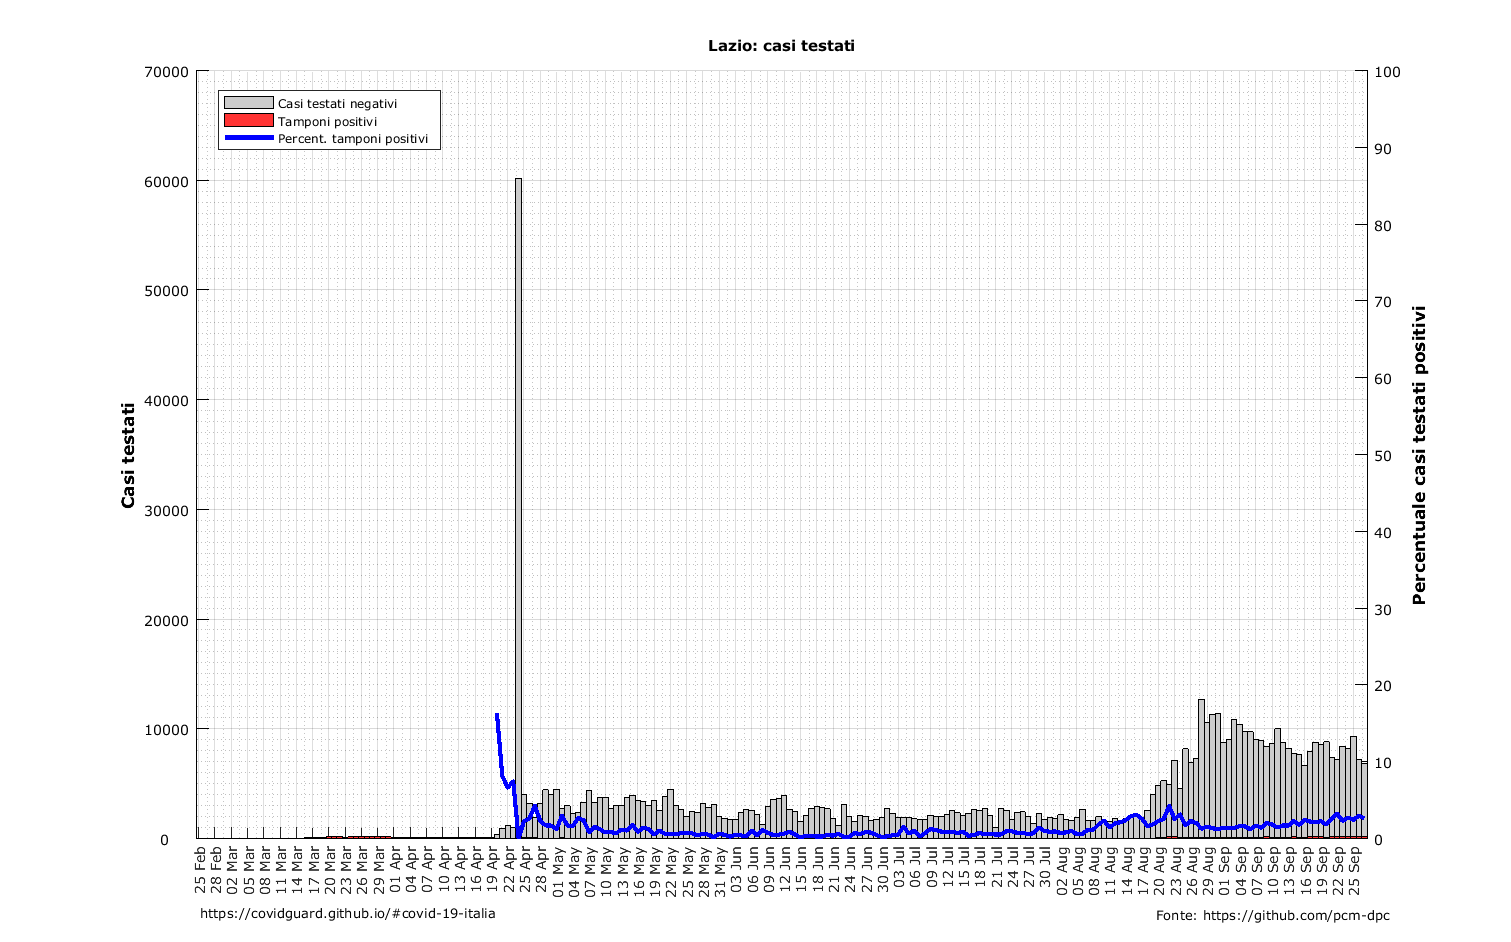 Lazio: casi testati
70000
60000
50000
40000
30000
20000
10000
0
Casi testati
Casi testati negativi
Tamponi positivi
Percent. tamponi positivi
100
90
80
70
60
50
40
30
20
10
0
Percentuale casi testati positivi
25 Feb
28 Feb
02 Mar
05 Mar
08 Mar
11 Mar
14 Mar
17 Mar
20 Mar
23 Mar
26 Mar
29 Mar
01 Apr
04 Apr
07 Apr
10 Apr
13 Apr
16 Apr
19 Apr
22 Apr
25 Apr
28 Apr
01 May
04 May
07 May
10 May
13 May
16 May
19 May
22 May
25 May
28 May
31 May
03 Jun
06 Jun
09 Jun
12 Jun
15 Jun
18 Jun
21 Jun
24 Jun
27 Jun
30 Jun
03 Jul
06 Jul
09 Jul
12 Jul
15 Jul
18 Jul
21 Jul
24 Jul
27 Jul
30 Jul
02 Aug
05 Aug
08 Aug
11 Aug
14 Aug
17 Aug
20 Aug
23 Aug
26 Aug
29 Aug
01 Sep
04 Sep
07 Sep
10 Sep
13 Sep
16 Sep
19 Sep
22 Sep
25 Sep
https://covidguard.github.io/#covid-19-italia
Fonte: https://github.com/pcm-dpc